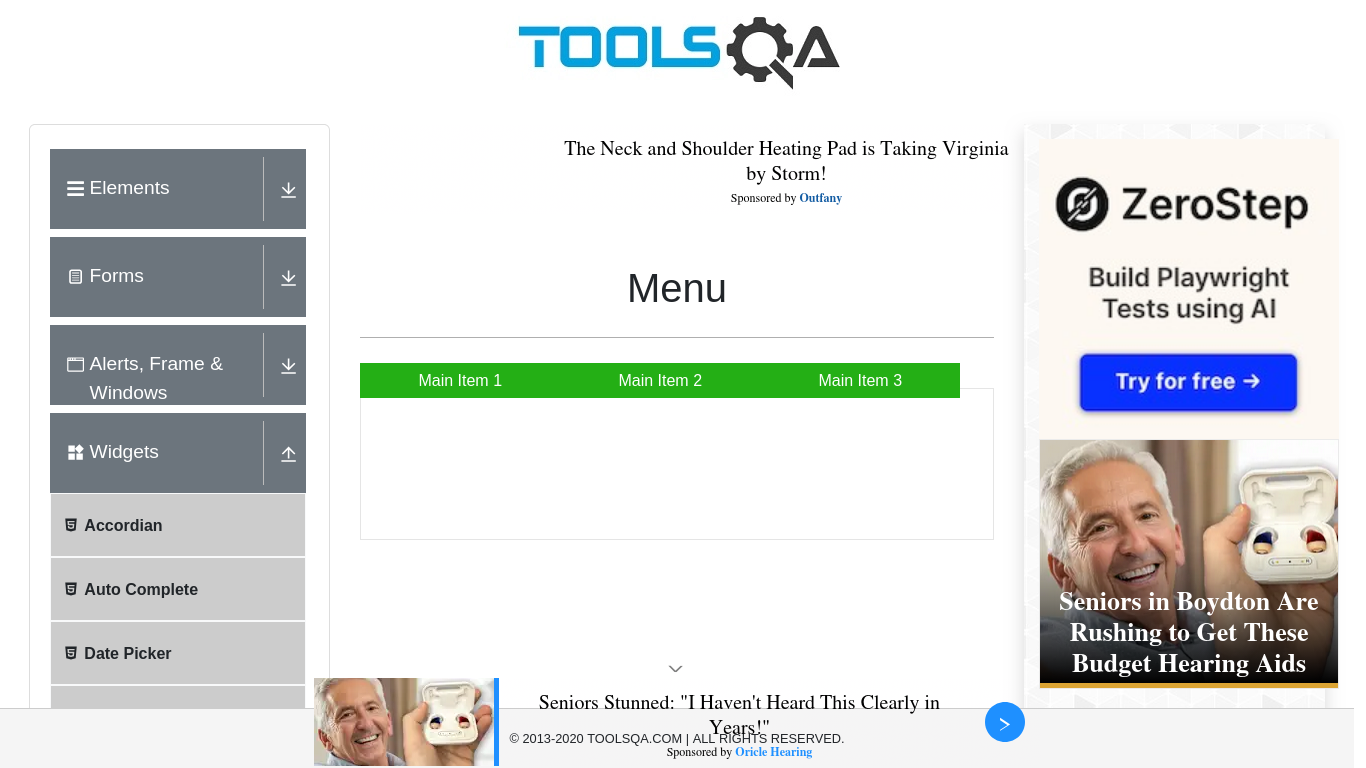 TOOLSQA
Elements
Forms
Alerts, Frame &
Windows
Widgets
Accordian
Auto Complete
Date Picker
The Neck and Shoulder Heating Pad is Taking Virginia
by Storm!
Sponsored by Outfany
Menu
Main Item 1
Main Item 2
Main Item 3
ZeroStep
Build Playwright
Tests using AI
Try for free →
Seniors in Boydton Are
Rushing to Get These
Budget Hearing Aids
Seniors Stunned: "I Haven't Heard This Clearly in
Years!"
© 2013-2020 TOOLSQA.COM | ALL RIGHTS RESERVED.
Sponsored by Oricle Hearing